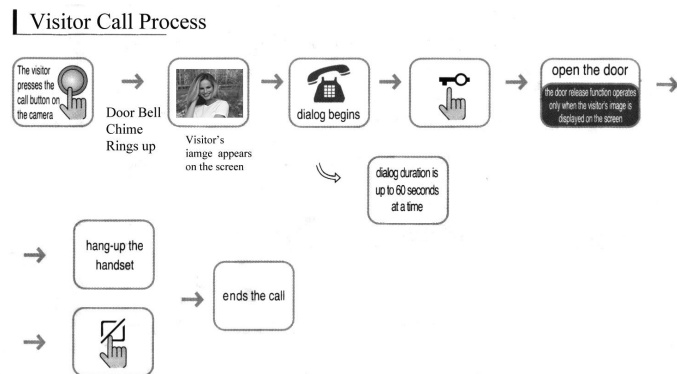 Visitor Call Process
The visitor
presses the
call button on
the camera
Door Bell
Chime
Rings up
Visitor's
iamge appears
on the screen
dialog begins
open the door
the door release function operates
only when the visitor's image is
displayed on the screen
dialog duration is
up to 60 seconds
at a time
hang-up the
handset
ends the call